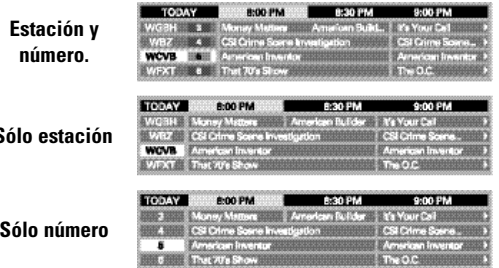 Estación y
número.
TODAY 8:00 PM 8:30 PM 9:00 PM
WGBH 3 Money Matters American Build... It's Your Call
WBZ 4 CSI Crime Scene Investigation CSI Crime Scene...
WCVB 5 American Inventor American Inventor
WFXT 6 That 70's Show The O.C.
Sólo estación
TODAY 8:00 PM 8:30 PM 9:00 PM
WGBH Money Matters American Builder It's Your Call
WBZ CSI Crime Scene Investigation CSI Crime Scene...
WCVB American Inventor American Inventor
WFXT That 70's Show The O.C.
Sólo número
TODAY 8:00 PM 8:30 PM 9:00 PM
3 Money Matters American Builder It's Your Call
4 CSI Crime Scene Investigation CSI Crime Scene...
5 American Inventor American Inventor
6 That 70's Show The O.C.